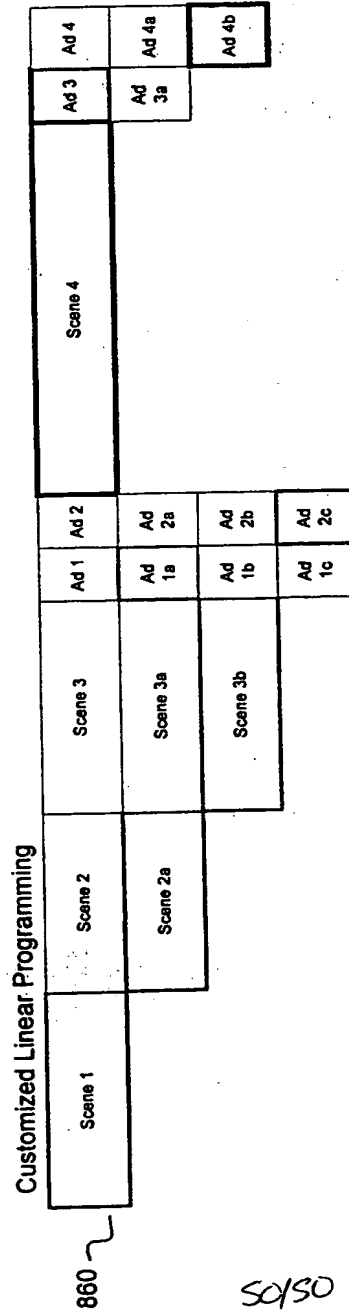 Customized Linear Programming
860
Scene 1
Scene 2
Scene 3
Ad 1
Ad 2
Scene 4
Ad 3
Ad 4
Scene 2a
Scene 3a
Ad 1a
Ad 2a
Ad 3a
Ad 4a
Scene 3b
Ad 1b
Ad 2b
Ad 4b
Ad 1c
Ad 2c
50/50